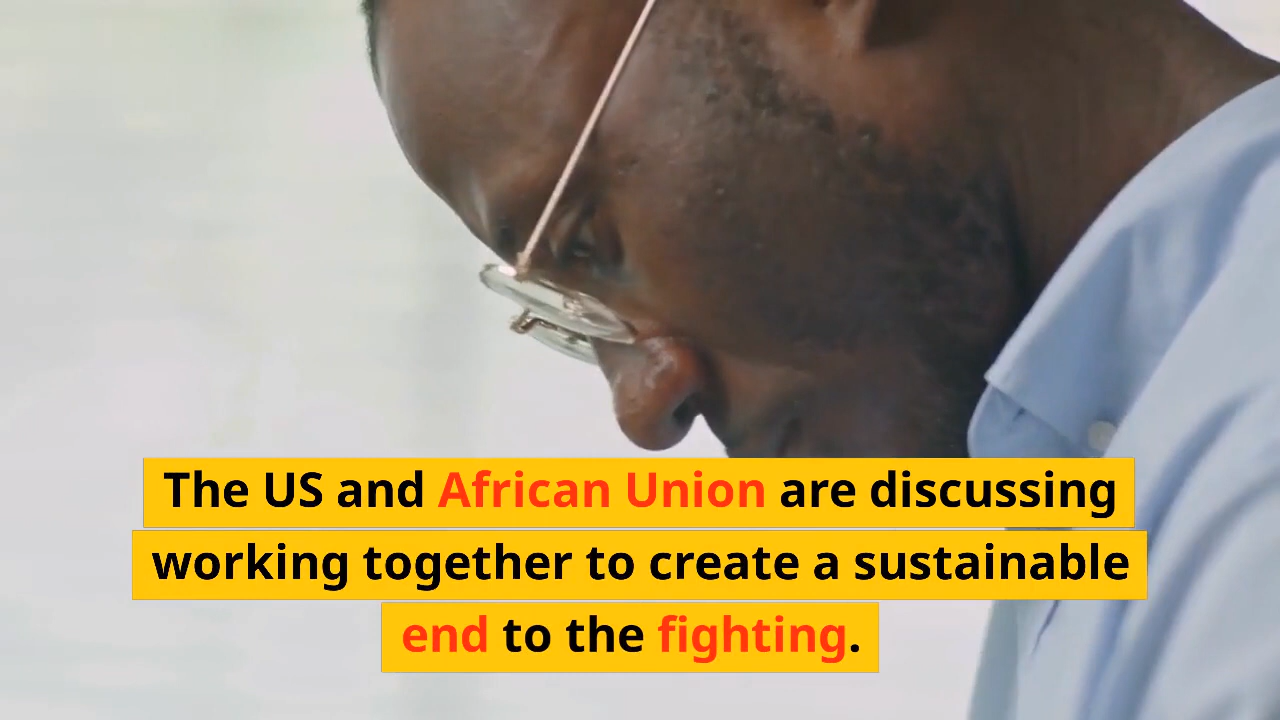 The US and African Union are discussing
working together to create a sustainable
end to the fighting.